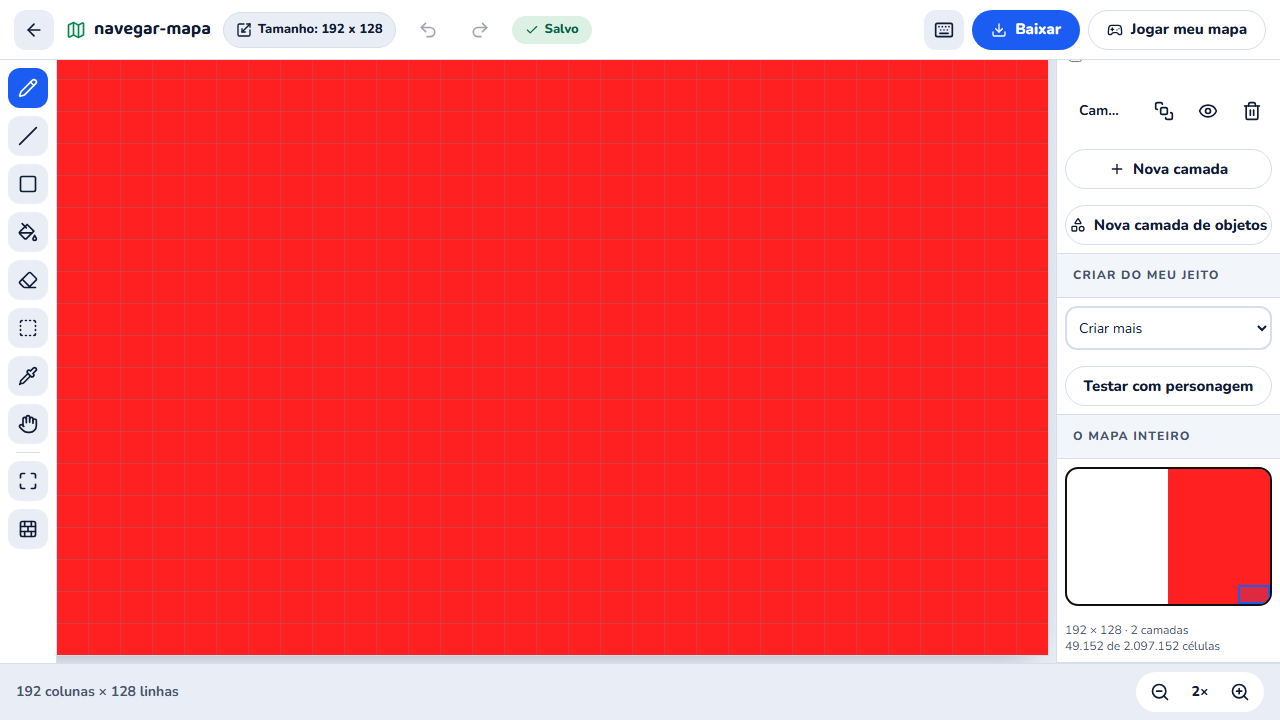 navegar-mapa
Tamanho: 192 x 128
Salvo
Baixar
Jogar meu mapa
Cam...
Nova camada
Nova camada de objetos
CRIAR DO MEU JEITO
Criar mais
Testar com personagem
O MAPA INTEIRO
192 × 128 · 2 camadas
49.152 de 2.097.152 células
192 colunas × 128 linhas
2×